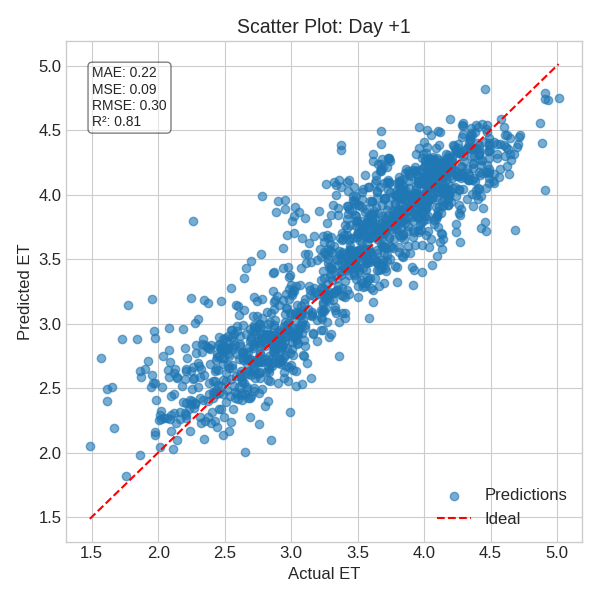 Scatter Plot: Day +1
MAE: 0.22
MSE: 0.09
RMSE: 0.30
R²: 0.81
Predicted ET
5.0
4.5
4.0
3.5
3.0
2.5
2.0
1.5
Predictions
Ideal
1.5 2.0 2.5 3.0 3.5 4.0 4.5 5.0
Actual ET